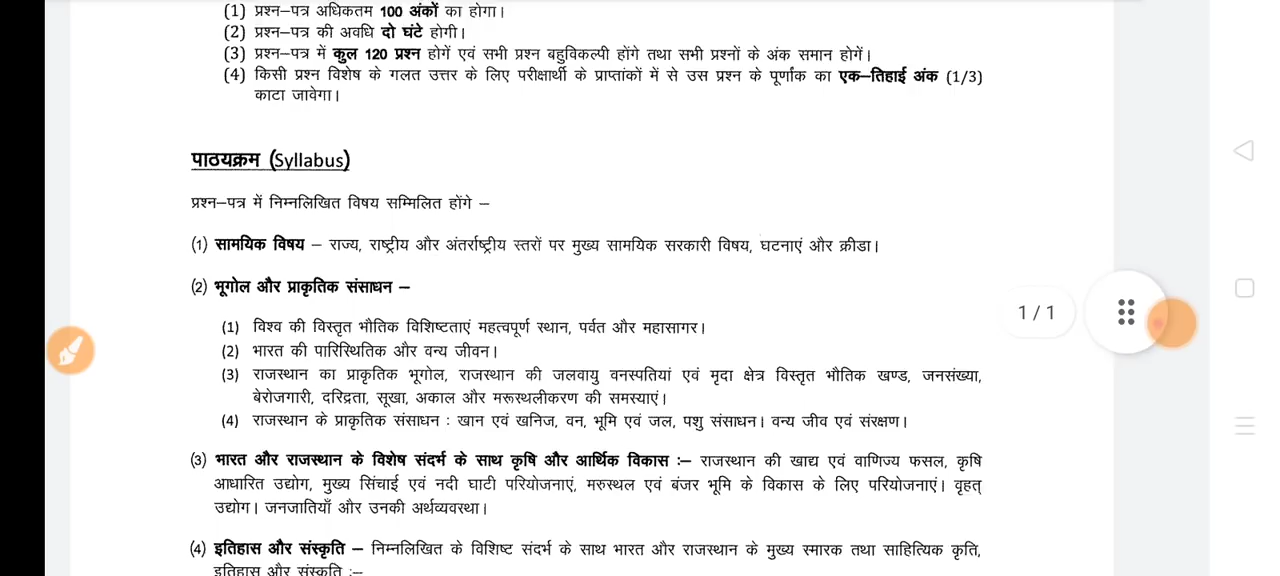 (1) प्रश्न–पत्र अधिकतम 100 अंकों का होगा।
(2) प्रश्न–पत्र की अवधि दो घंटे होगी।
(3) प्रश्न–पत्र में कुल 120 प्रश्न होगें एवं सभी प्रश्न बहुविकल्पी होंगे तथा सभी प्रश्नों के अंक समान होगें।
(4) किसी प्रश्न विशेष के गलत उत्तर के लिए परीक्षार्थी के प्राप्तांकों में से उस प्रश्न के पूर्णांक का एक–तिहाई अंक (1/3)
काटा जावेगा।
पाठयक्रम (Syllabus)
प्रश्न–पत्र में निम्नलिखित विषय सम्मिलित होंगे –
(1) सामयिक विषय – राज्य, राष्ट्रीय और अंतर्राष्ट्रीय स्तरों पर मुख्य सामयिक सरकारी विषय, घटनाएं और क्रीडा।
(2) भूगोल और प्राकृतिक संसाधन –
(1) विश्व की विस्तृत भौतिक विशिष्टताएं महत्वपूर्ण स्थान, पर्वत और महासागर।
1 / 1
(2) भारत की पारिस्थितिक और वन्य जीवन।
(3) राजस्थान का प्राकृतिक भूगोल, राजस्थान की जलवायु वनस्पतियां एवं मृदा क्षेत्र विस्तृत भौतिक खण्ड, जनसंख्या,
बेरोजगारी, दरिद्रता, सूखा, अकाल और मरूस्थलीकरण की समस्याएं।
(4) राजस्थान के प्राकृतिक संसाधन : खान एवं खनिज, वन, भूमि एवं जल, पशु संसाधन। वन्य जीव एवं संरक्षण।
(3) भारत और राजस्थान के विशेष संदर्भ के साथ कृषि और आर्थिक विकास :– राजस्थान की खाद्य एवं वाणिज्य फसल, कृषि
आधारित उद्योग, मुख्य सिंचाई एवं नदी घाटी परियोजनाएं, मरुस्थल एवं बंजर भूमि के विकास के लिए परियोजनाएं। वृहत्
उद्योग। जनजातियाँ और उनकी अर्थव्यवस्था।
(4) इतिहास और संस्कृति – निम्नलिखित के विशिष्ट संदर्भ के साथ भारत और राजस्थान के मुख्य स्मारक तथा साहित्यिक कृति,
इतिहास और संस्कृति :–